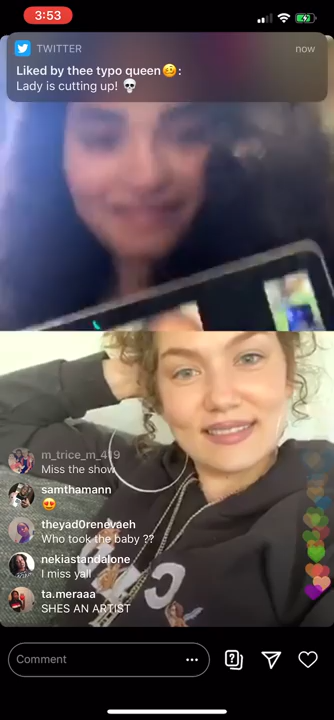 3:53
TWITTER
now
Liked by thee typo queen🥴:
Lady is cutting up! 💀
m_trice_m_419
Miss the show
samthamann
😍
theyad0renevaeh
Who took the baby ??
nekiastandalone
I miss yall
ta.meraaa
SHES AN ARTIST
Comment